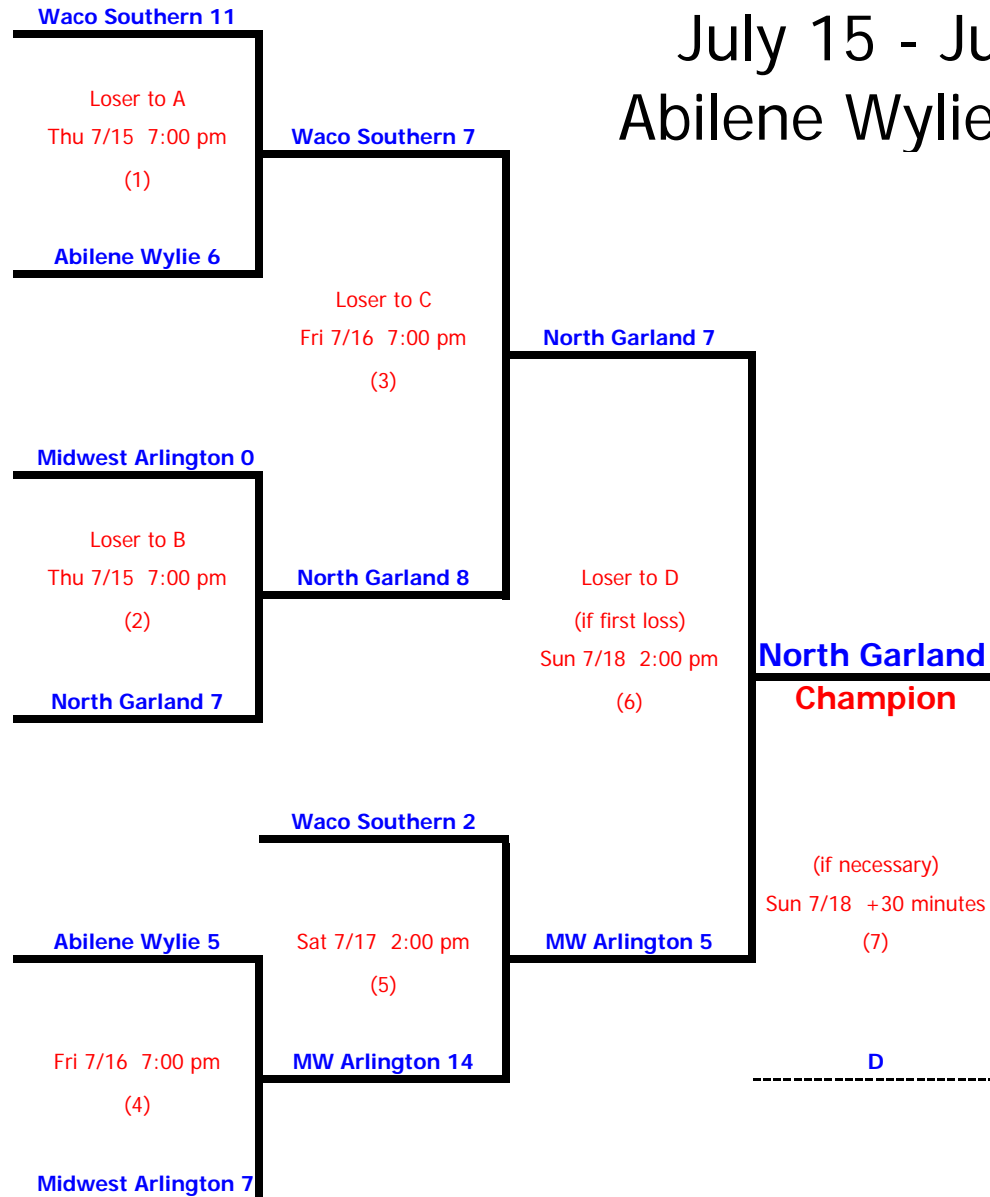 Waco Southern 11
July 15 - Ju
Abilene Wylie
Loser to A
Thu 7/15 7:00 pm
(1)
Waco Southern 7
Abilene Wylie 6
Loser to C
Fri 7/16 7:00 pm
(3)
North Garland 7
Midwest Arlington 0
Loser to B
Thu 7/15 7:00 pm
(2)
North Garland 8
North Garland 7
Loser to D
(if first loss)
Sun 7/18 2:00 pm
(6)
North Garland
Champion
Waco Southern 2
(if necessary)
Sun 7/18 +30 minutes
(7)
Abilene Wylie 5
Sat 7/17 2:00 pm
(5)
MW Arlington 5
Fri 7/16 7:00 pm
(4)
MW Arlington 14
D
Midwest Arlington 7